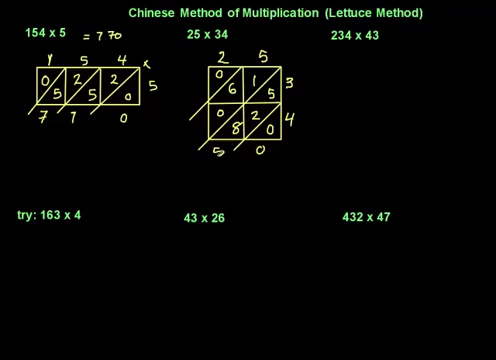 Chinese Method of Multiplication (Lettuce Method)
154 x 5 = 770
25 x 34
234 x 43
1 5 4 x
0 2 2 5
5 5 0
7 7 0
2 5
0 1 3
6 5
0 2 4
8 0
5 0
try: 163 x 4
43 x 26
432 x 47